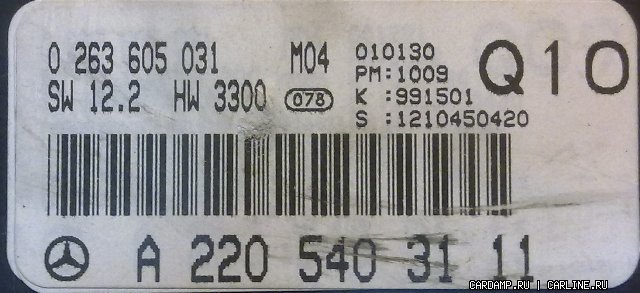 0 263 605 031 M04 010130 Q10
SW 12.2 HW 3300 078 PM:1009
K :991501
S :1210450420
A 220 540 31 11
CARDAMP.RU | CARLINE.RU